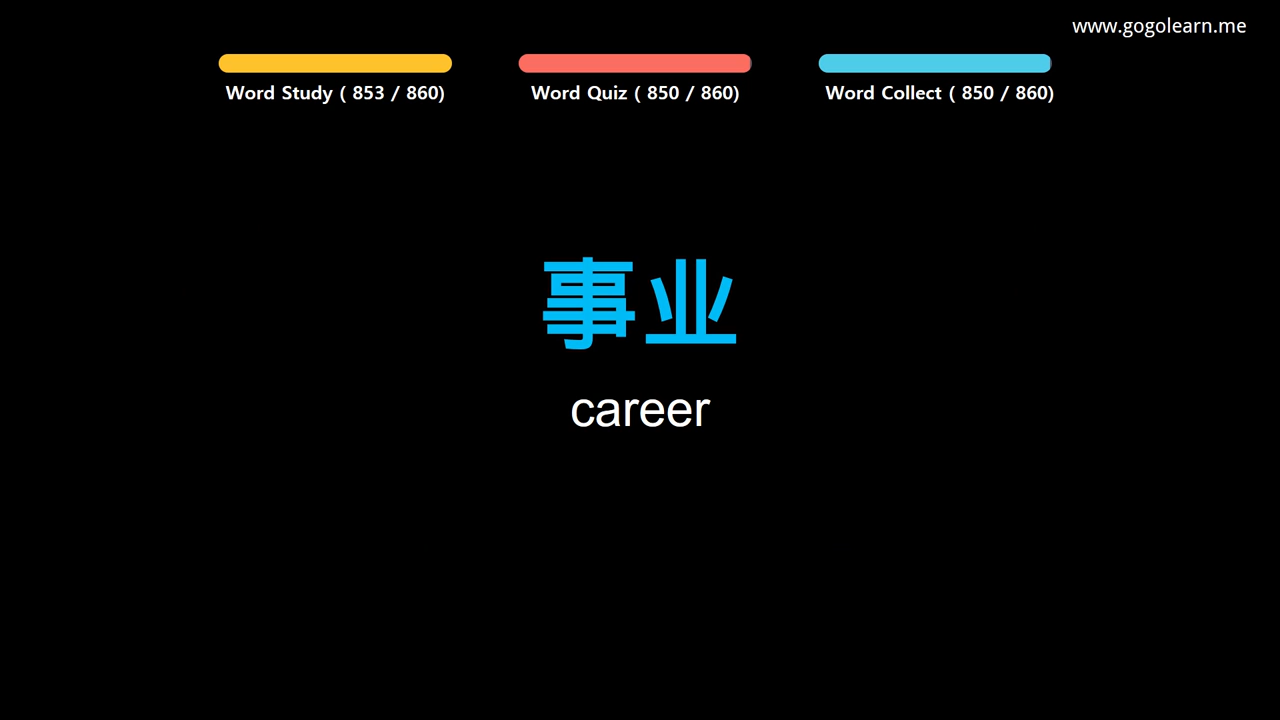 www.gogolearn.me
Word Study ( 853 / 860)
Word Quiz ( 850 / 860)
Word Collect ( 850 / 860)
事业
career